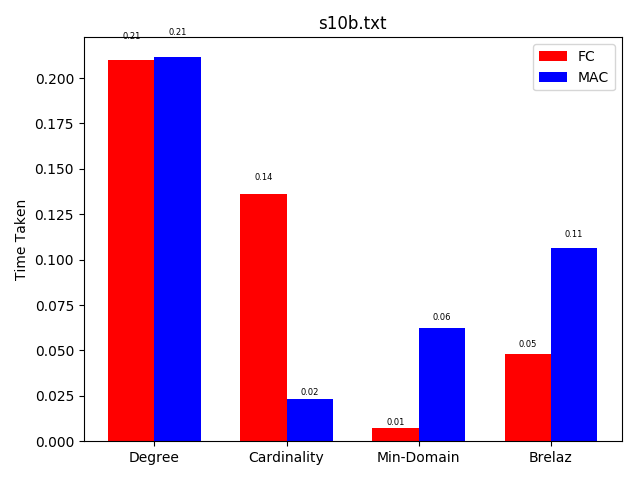 s10b.txt
FC
MAC
Time Taken
0.200
0.175
0.150
0.125
0.100
0.075
0.050
0.025
0.000
0.21
0.21
0.14
0.02
0.01
0.06
0.05
0.11
Degree
Cardinality
Min-Domain
Brelaz